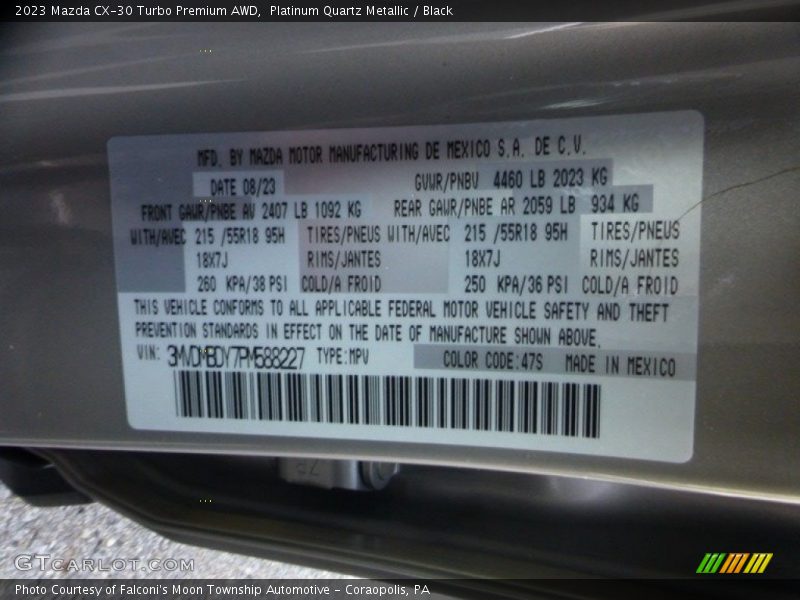 2023 Mazda CX-30 Turbo Premium AWD,  Platinum Quartz Metallic / Black
MFD. BY MAZDA MOTOR MANUFACTURING DE MEXICO S.A. DE C.V.
DATE 08/23 GVWR/PNBV 4460 LB 2023 KG
FRONT GAWR/PNBE AV 2407 LB 1092 KG REAR GAWR/PNBE AR 2059 LB 934 KG
WITH/AVEC 215 /55R18 95H TIRES/PNEUS WITH/AVEC 215 /55R18 95H TIRES/PNEUS
18X7J RIMS/JANTES 18X7J RIMS/JANTES
260 KPA/38 PSI COLD/A FROID 250 KPA/36 PSI COLD/A FROID
THIS VEHICLE CONFORMS TO ALL APPLICABLE FEDERAL MOTOR VEHICLE SAFETY AND THEFT
PREVENTION STANDARDS IN EFFECT ON THE DATE OF MANUFACTURE SHOWN ABOVE.
VIN: 3MVDMBDY7PM588227 TYPE:MPV COLOR CODE:47S MADE IN MEXICO
GTCARLOT.COM
Photo Courtesy of Falconi's Moon Township Automotive - Coraopolis, PA